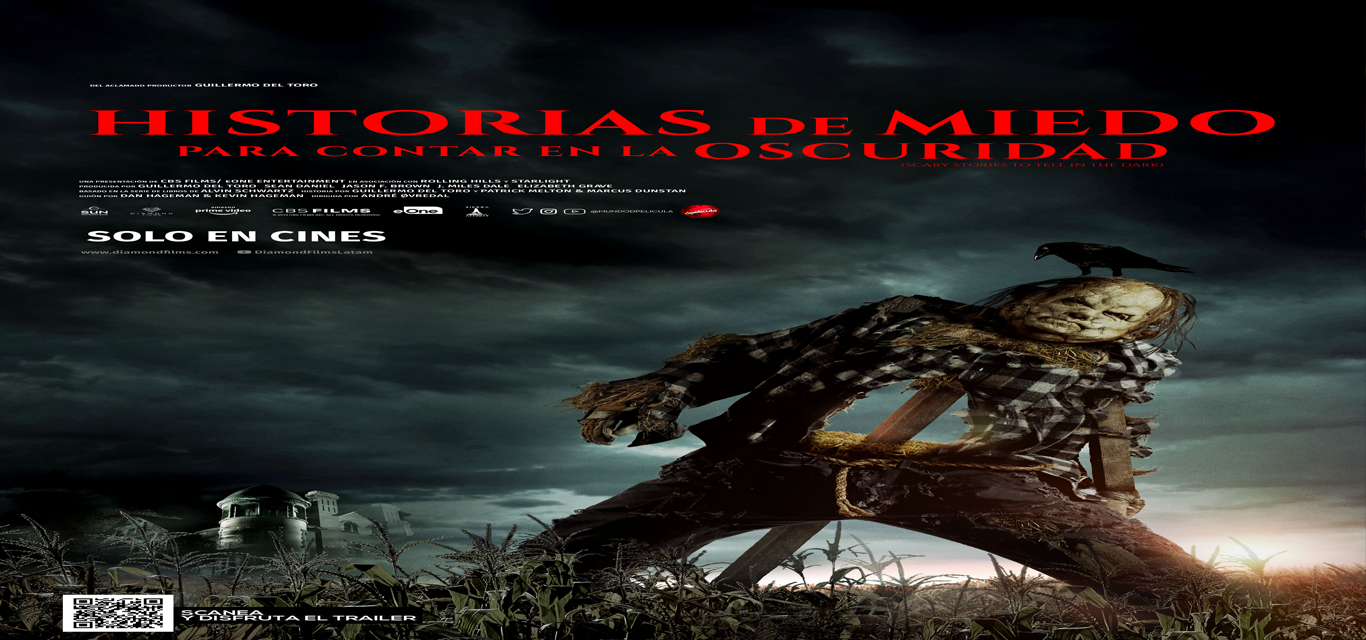 DEL ACLAMADO PRODUCTOR GUILLERMO DEL TORO
HISTORIAS DE MIEDO
PARA CONTAR EN LA OSCURIDAD
(SCARY STORIES TO TELL IN THE DARK)
UNA PRESENTACIÓN DE CBS FILMS/ EONE ENTERTAINMENT EN ASOCIACIÓN CON ROLLING HILLS Y STARLIGHT
PRODUCIDA POR GUILLERMO DEL TORO SEAN DANIEL JASON F. BROWN J. MILES DALE ELIZABETH GRAVE
BASADO EN LA SERIE DE LIBROS DE ALVIN SCHWARTZ HISTORIA POR GUILLERMO DEL TORO Y PATRICK MELTON & MARCUS DUNSTAN
GUIÓN POR DAN HAGEMAN & KEVIN HAGEMAN DIRIGIDA POR ANDRÉ ØVREDAL
SUN DIAMOND amazon prime video CBS FILMS eOne @MUNDODPELICULA dpelicula
SOLO EN CINES
www.diamondfilms.com DiamondFilmsLatam
SCANEA
Y DISFRUTA EL TRAILER